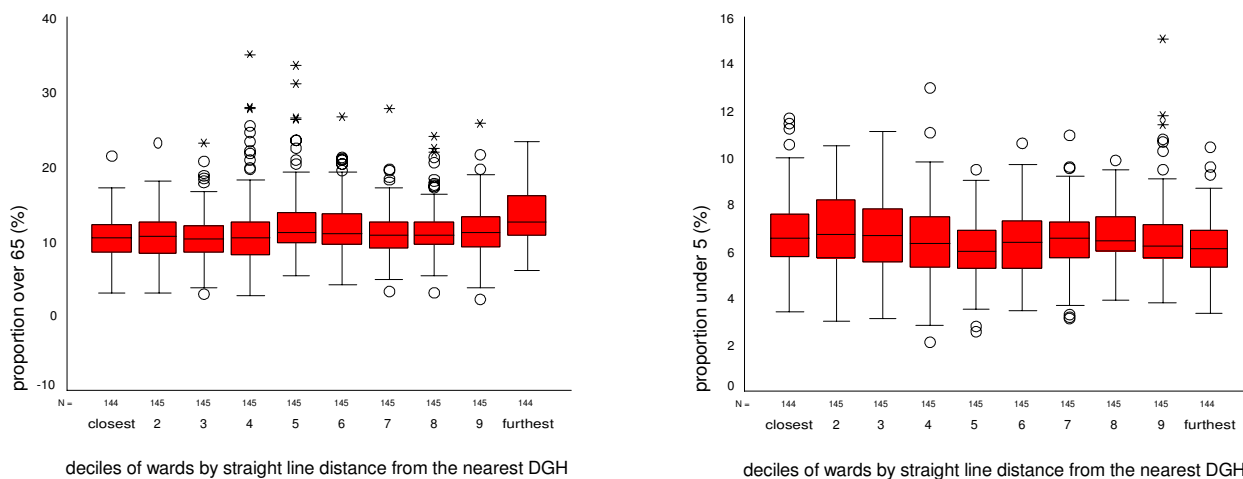 proportion over 65 (%)
40
30
20
10
0
-10
N = 144 145 145 145 145 145 145 145 145 144
closest 2 3 4 5 6 7 8 9 furthest
deciles of wards by straight line distance from the nearest DGH
proportion under 5 (%)
16
14
12
10
8
6
4
2
0
N = 144 145 145 145 145 145 145 145 145 144
closest 2 3 4 5 6 7 8 9 furthest
deciles of wards by straight line distance from the nearest DGH